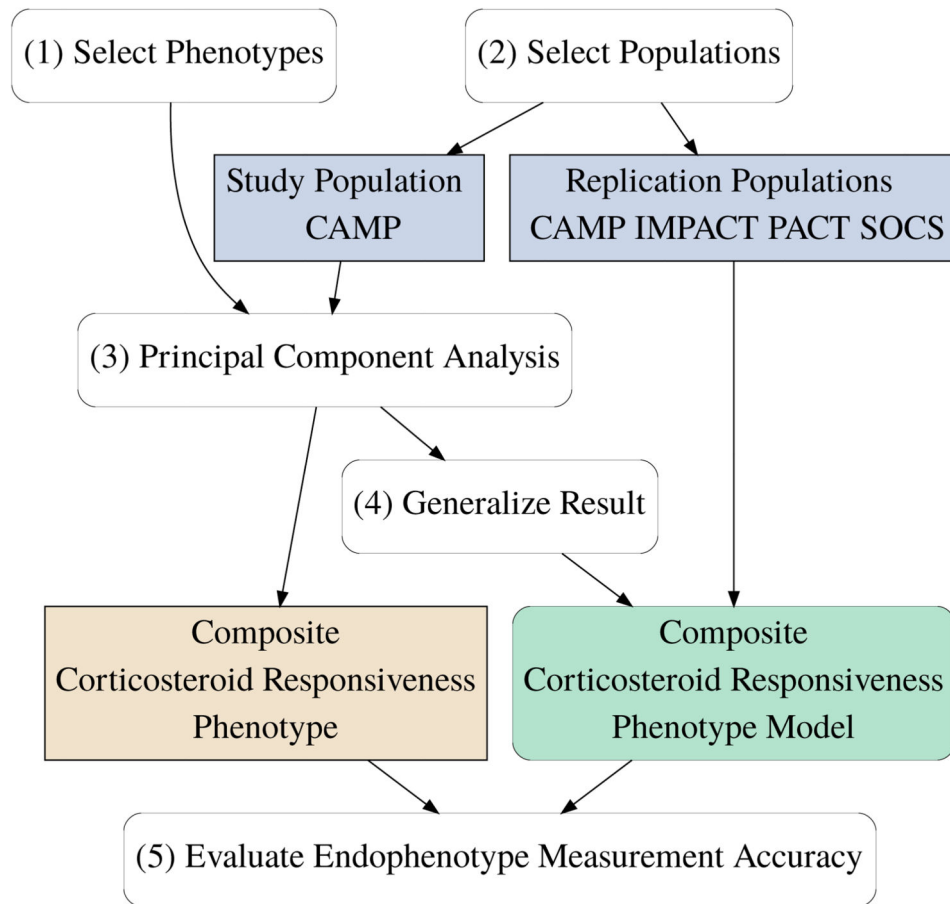 (1) Select Phenotypes
(2) Select Populations
Study Population
CAMP
Replication Populations
CAMP IMPACT PACT SOCS
(3) Principal Component Analysis
(4) Generalize Result
Composite
Corticosteroid Responsiveness
Phenotype
Composite
Corticosteroid Responsiveness
Phenotype Model
(5) Evaluate Endophenotype Measurement Accuracy